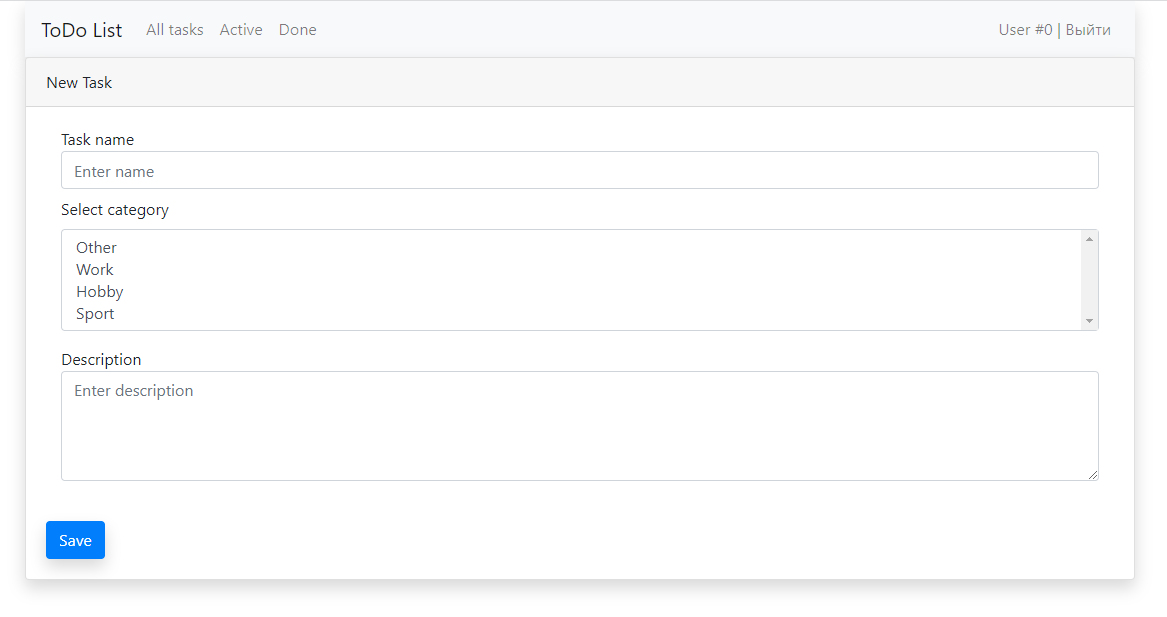 ToDo List All tasks Active Done User #0 | Выйти
New Task
Task name
Enter name
Select category
Other
Work
Hobby
Sport
Description
Enter description
Save